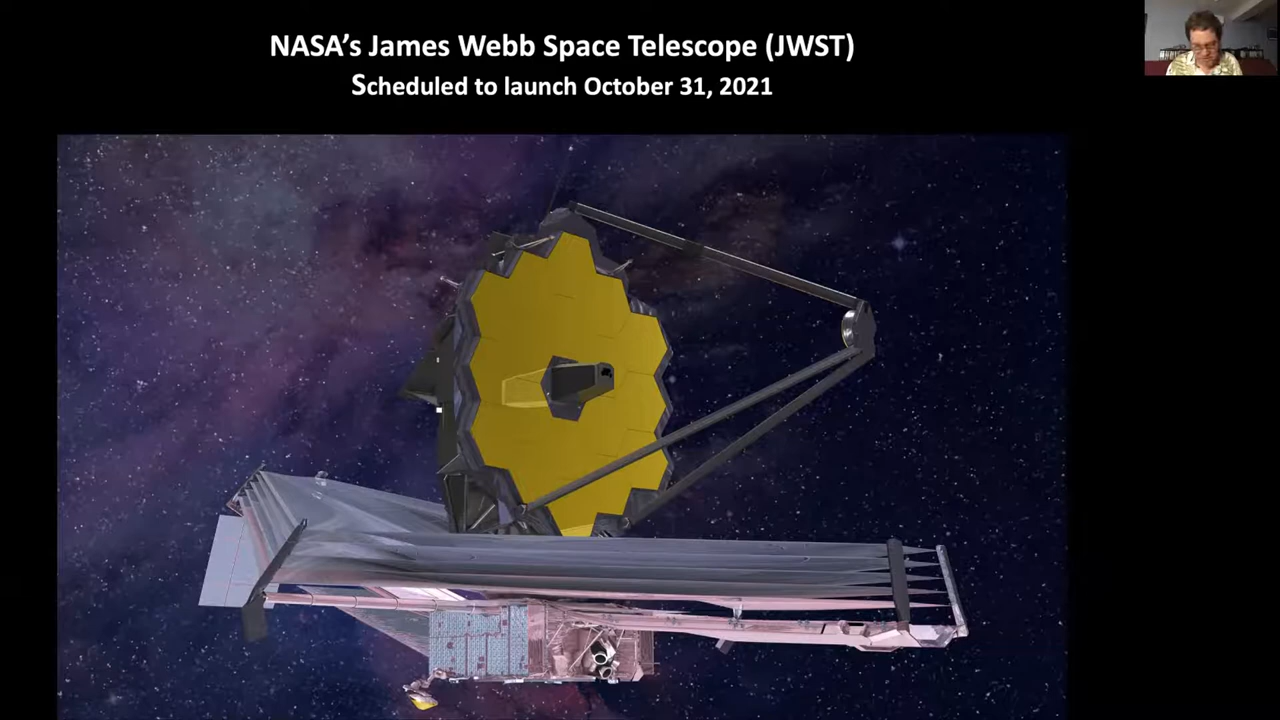 NASA’s James Webb Space Telescope (JWST)
Scheduled to launch October 31, 2021